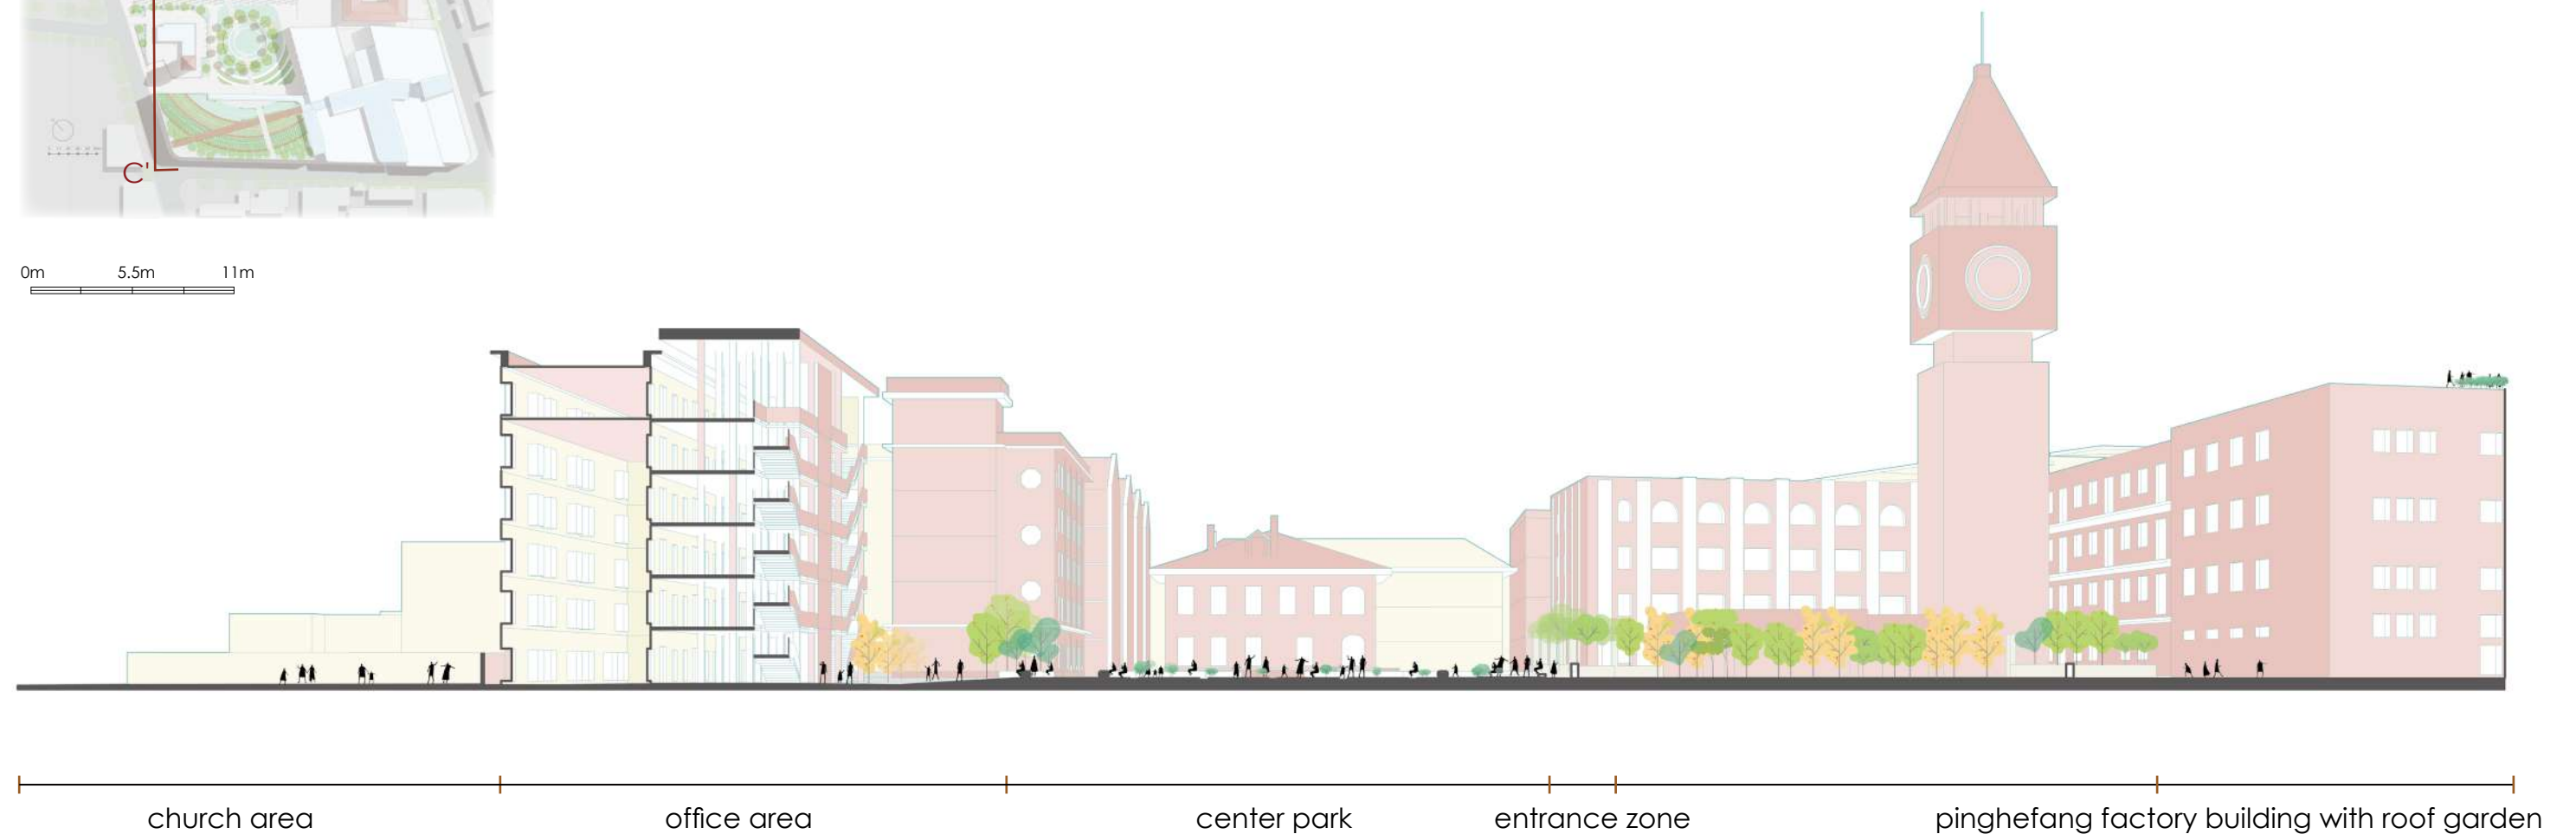 C'
0m 5.5m 11m
church area office area center park entrance zone pinghefang factory building with roof garden